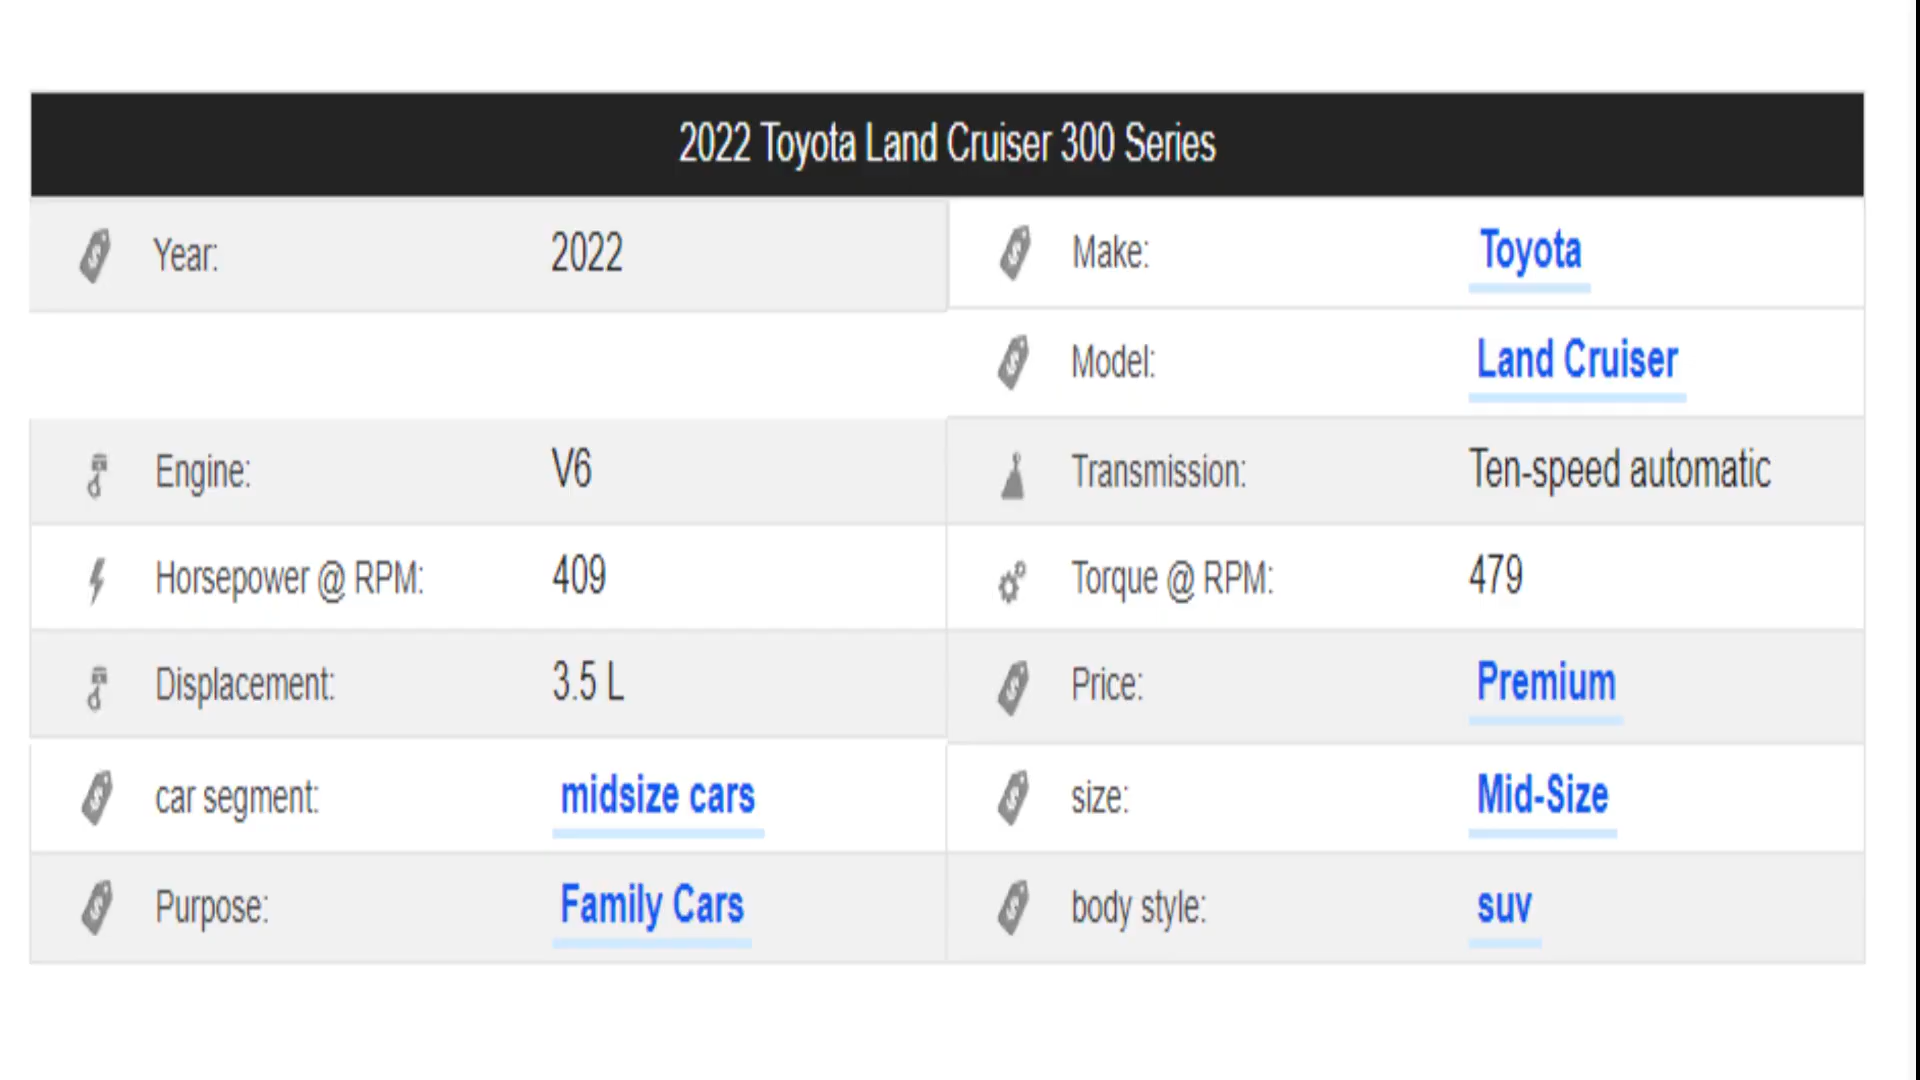 2022 Toyota Land Cruiser 300 Series
Year: 2022 Make: Toyota
Model: Land Cruiser
Engine: V6 Transmission: Ten-speed automatic
Horsepower @ RPM: 409 Torque @ RPM: 479
Displacement: 3.5 L Price: Premium
car segment: midsize cars size: Mid-Size
Purpose: Family Cars body style: suv